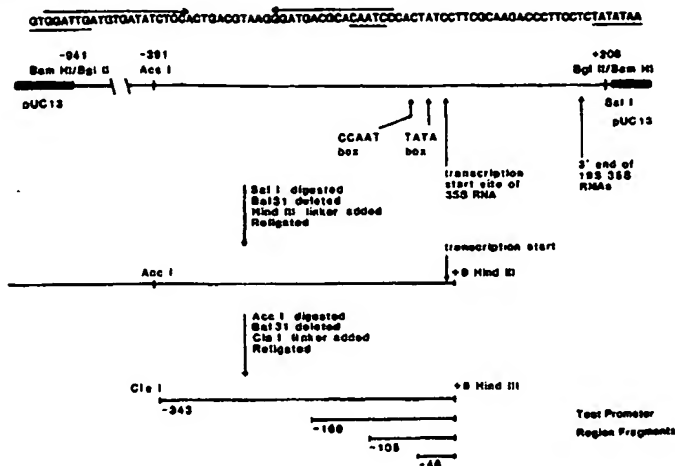 GTGGATTGATGTGATATCTCCACTGACGTAAGGGATGACGCACAATCCCACTATCCTTCGCAAGACCCTTCCTCTATATAA
-941
-391
+208
Bam HI/Bgl II
Acc I
Bgl II/Bam HI
pUC13
Sal I
pUC13
CCAAT box
TATA box
transcription start site of 35S RNA
3' end of 19S 35S RNAs
Sal I digested
Bal31 deleted
Hind III linker added
Religated
transcription start
Acc I
+9 Hind III
Acc I digested
Bal31 deleted
Cla I linker added
Religated
Cla I
+9 Hind III
-343
Test Promoter
-168
Region Fragments
-105
-46